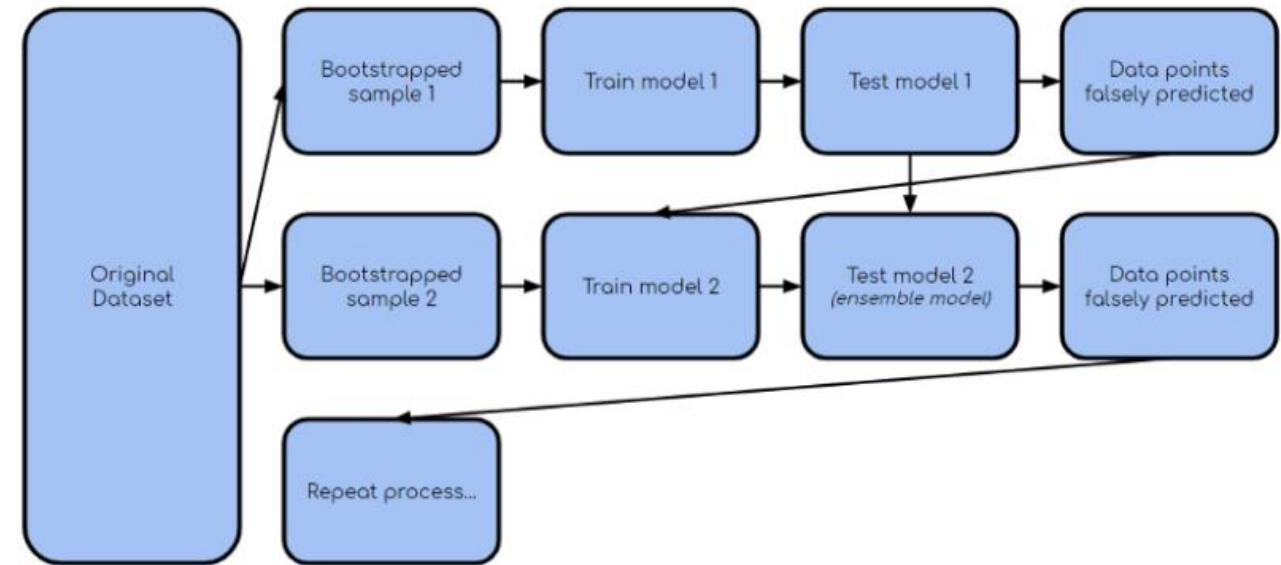 Original
Dataset
Bootstrapped
sample 1
Train model 1
Test model 1
Data points
falsely predicted
Bootstrapped
sample 2
Train model 2
Test model 2
(ensemble model)
Data points
falsely predicted
Repeat process...